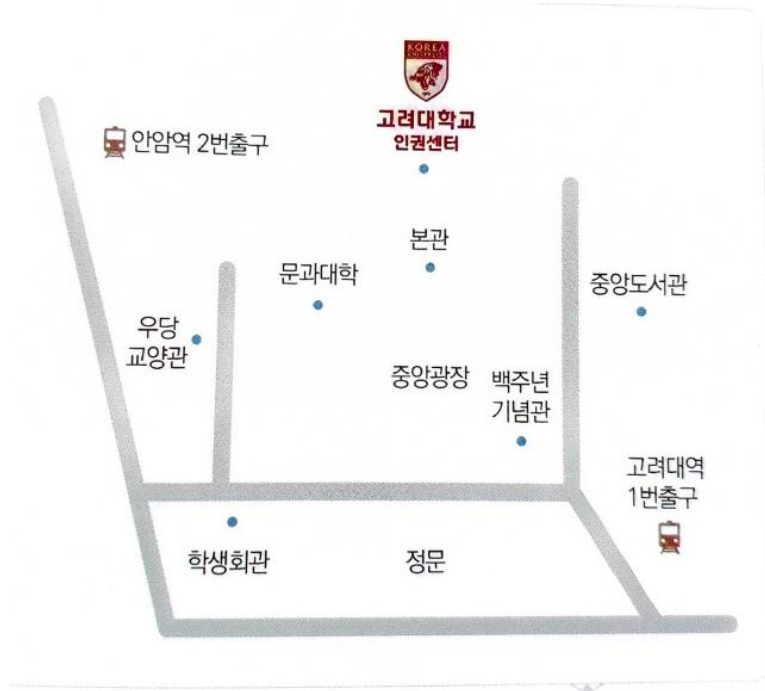 KOREA
고려대학교
인권센터
안암역 2번출구
본관
문과대학
중앙도서관
우당
교양관
중앙광장
백주년
기념관
고려대역
1번출구
학생회관
정문